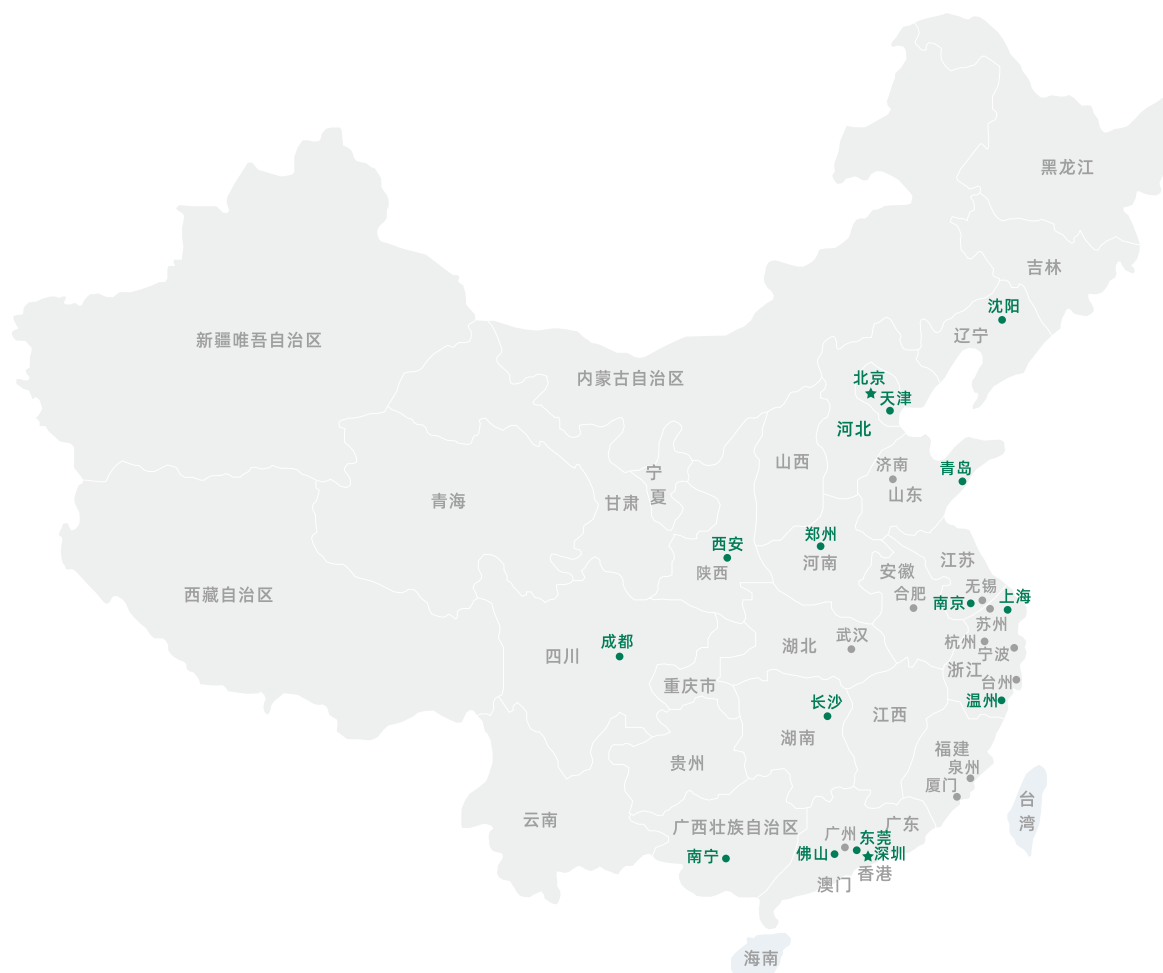 黑龙江
吉林
沈阳
辽宁
新疆唯吾自治区
内蒙古自治区
北京
天津
河北
山西
济南
青岛
山东
宁
夏
甘肃
青海
郑州
西安
河南
陕西
江苏
安徽
无锡
合肥
南京
上海
西藏自治区
苏州
武汉
杭州
湖北
成都
宁波
四川
浙江
台州
重庆市
温州
长沙
江西
湖南
福建
泉州
贵州
厦门
台
湾
云南
广东
广西壮族自治区
广州
东莞
佛山
深圳
南宁
香港
澳门
海南